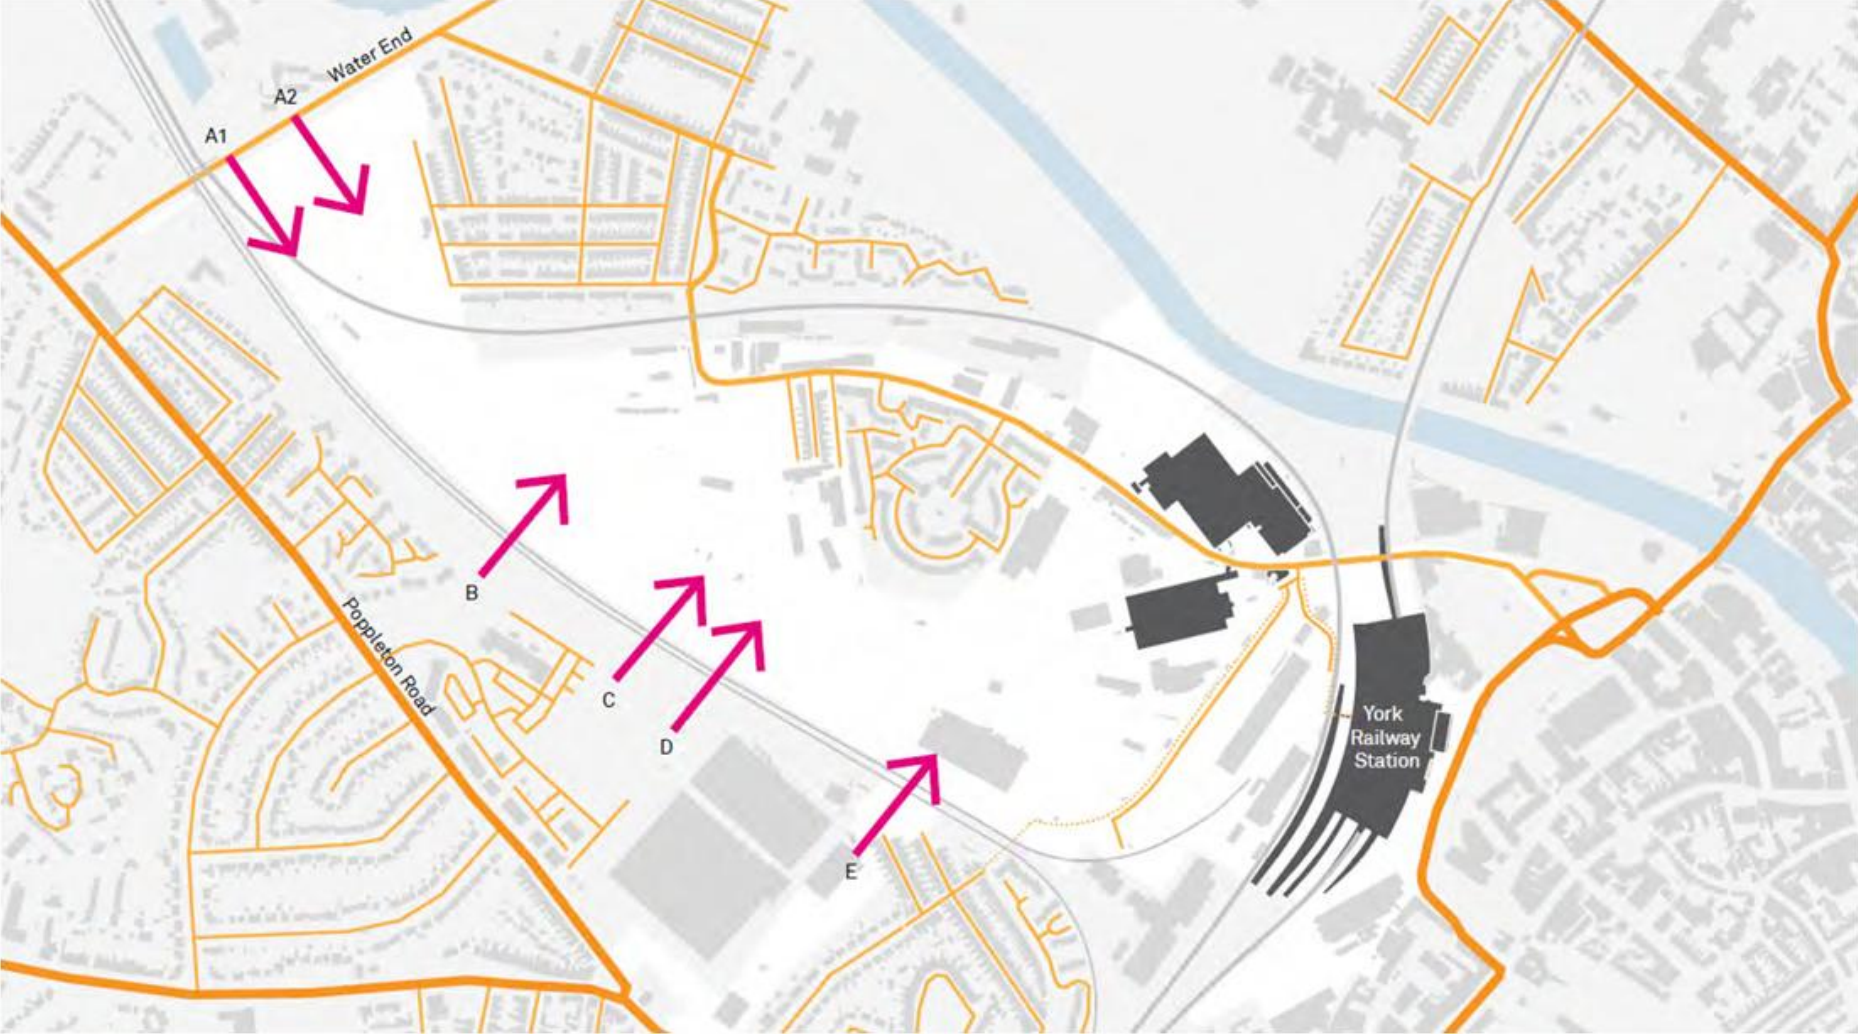 Water End
A2
A1
B
Poppleton Road
C
D
E
York
Railway
Station